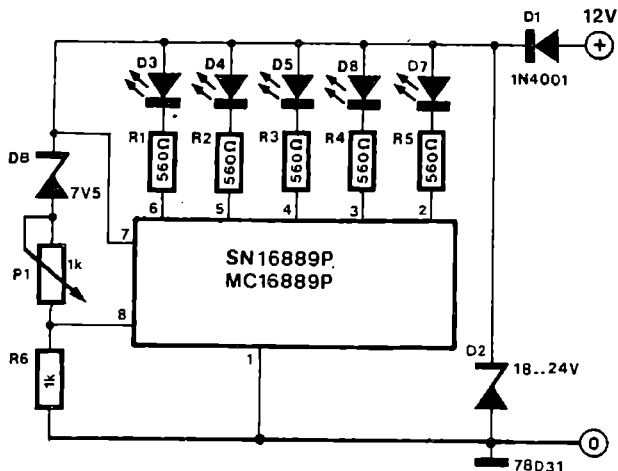 D1
12V
+
1N4001
D3
D4
D5
D8
D7
R1
560Ω
R2
560Ω
R3
560Ω
R4
560Ω
R5
560Ω
D8
7V5
6
5
4
3
2
7
SN16889P
MC16889P
P1
1k
8
R6
1k
1
D2
18..24V
0
78D31